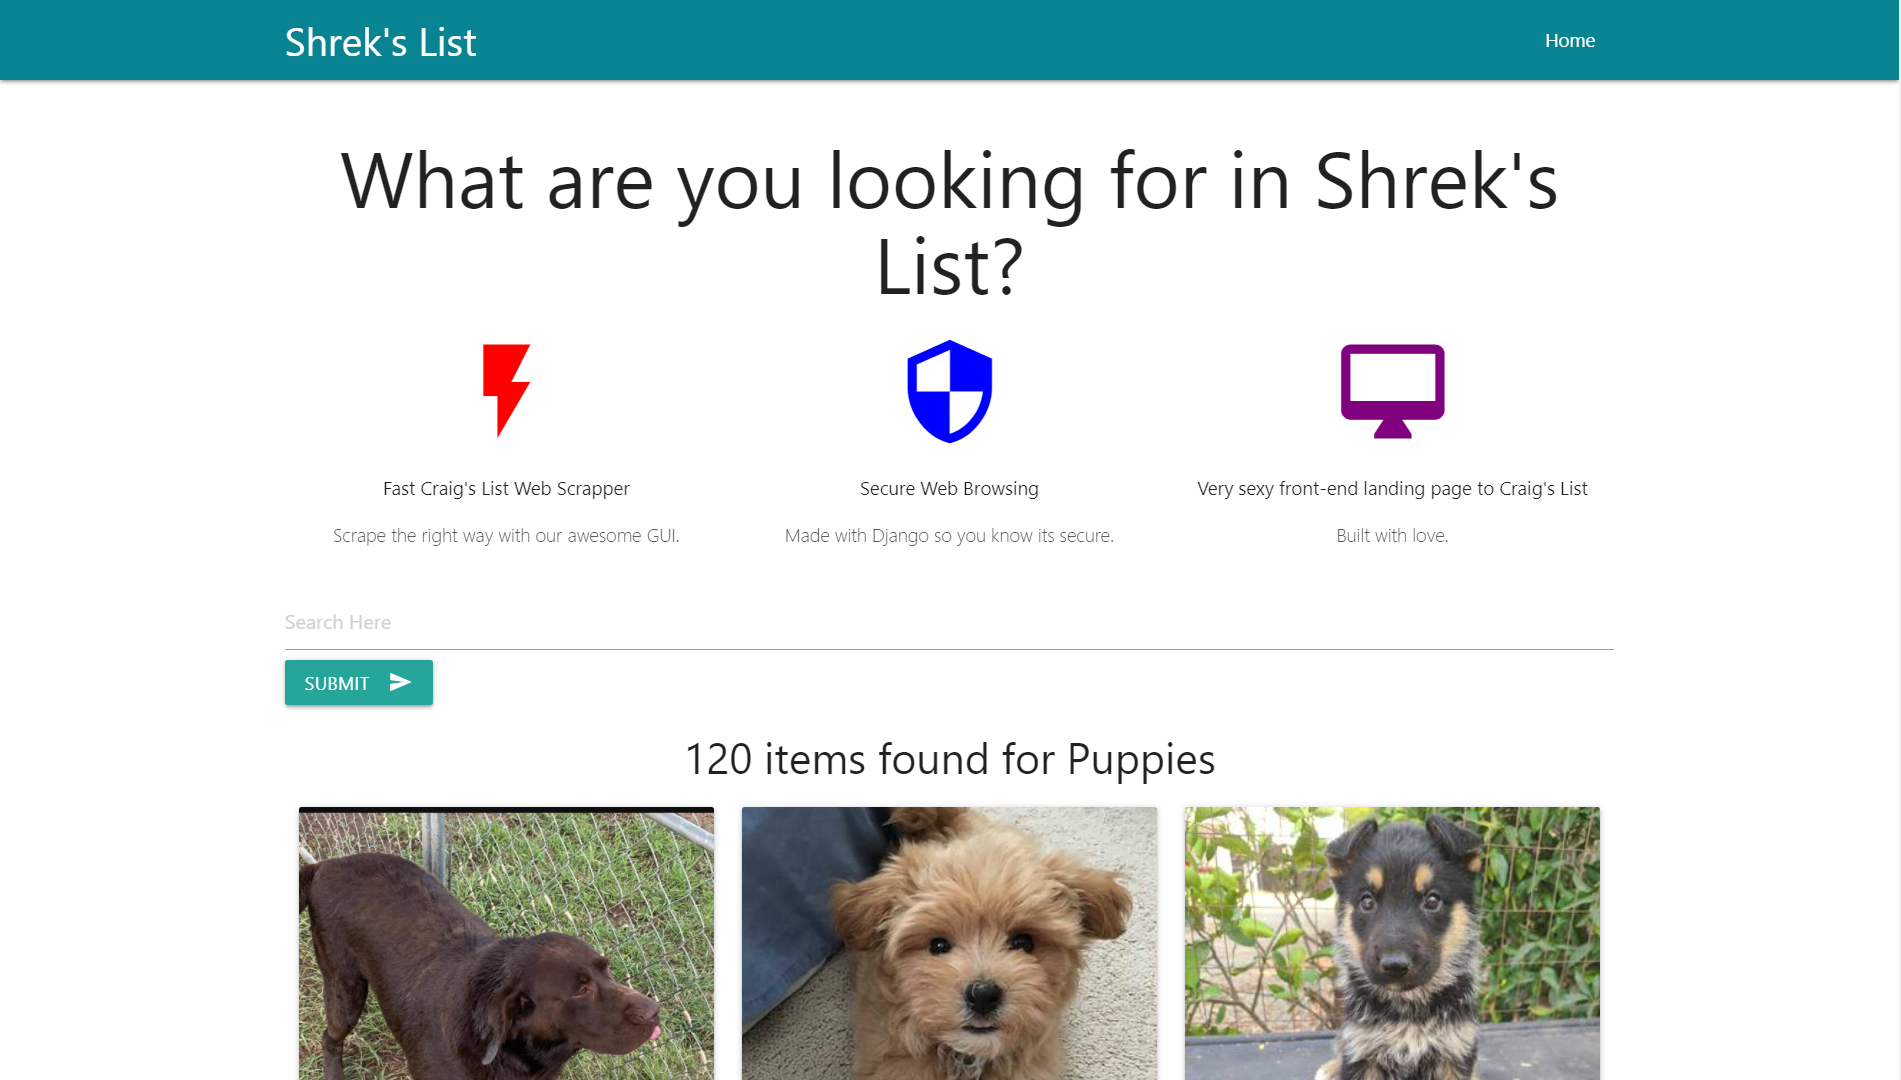 Shrek's List
Home
What are you looking for in Shrek's
List?
Fast Craig's List Web Scrapper
Secure Web Browsing
Very sexy front-end landing page to Craig's List
Scrape the right way with our awesome GUI.
Made with Django so you know its secure.
Built with love.
Search Here
SUBMIT
120 items found for Puppies